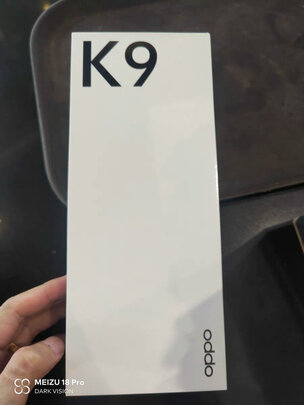 K9
oppo
MEIZU 18 Pro
DARK VISION